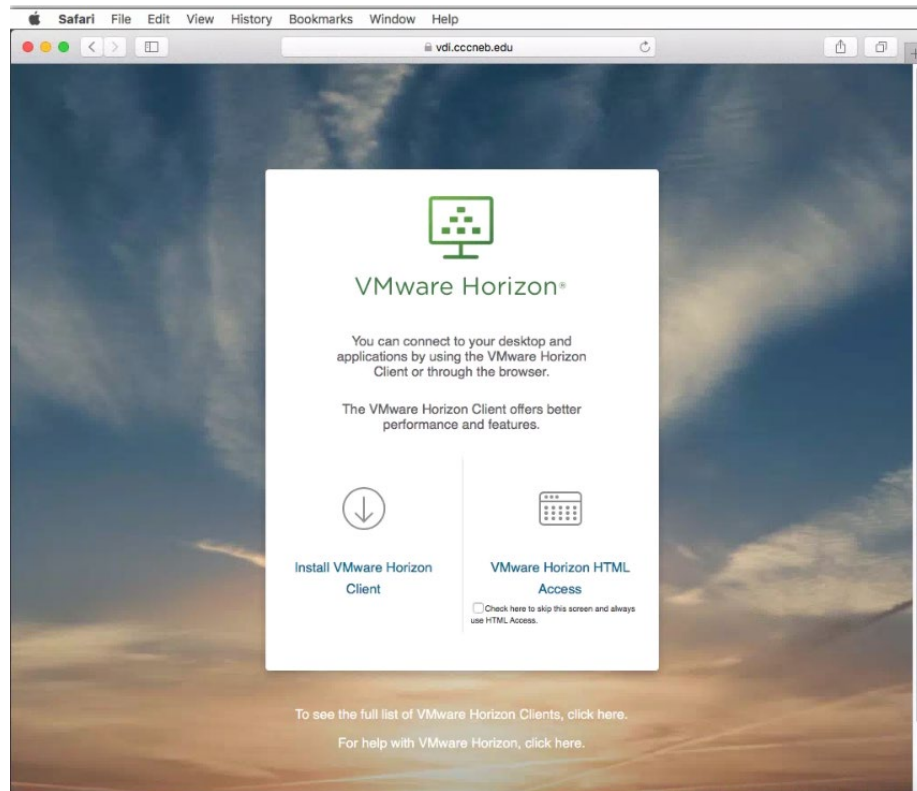 Safari File Edit View History Bookmarks Window Help
vdi.cccneb.edu
VMware Horizon®
You can connect to your desktop and
applications by using the VMware Horizon
Client or through the browser.
The VMware Horizon Client offers better
performance and features.
Install VMware Horizon
Client
VMware Horizon HTML
Access
Check here to skip this screen and always
use HTML Access.
To see the full list of VMware Horizon Clients, click here.
For help with VMware Horizon, click here.